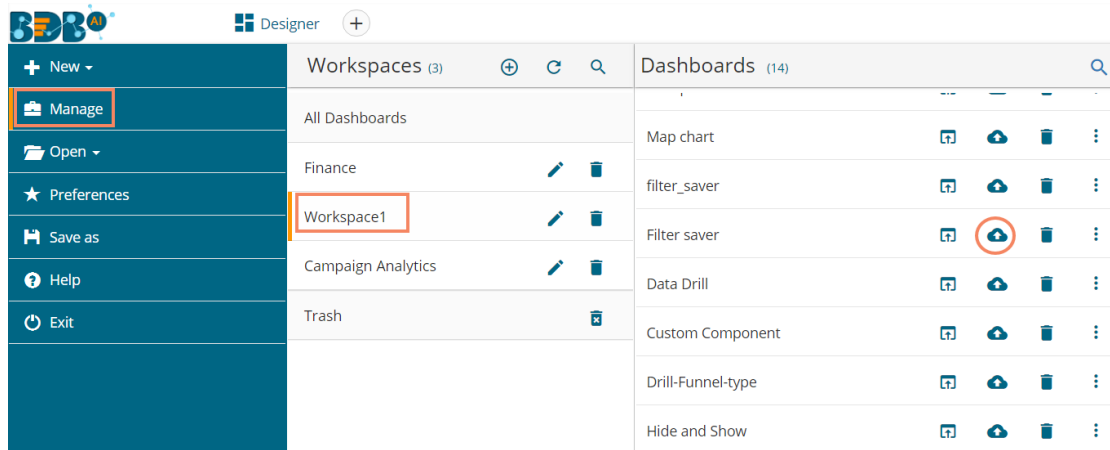 BDB AI
Designer
New
Manage
Open
Preferences
Save as
Help
Exit
Workspaces (3)
All Dashboards
Finance
Workspace1
Campaign Analytics
Trash
Dashboards (14)
Map chart
filter_saver
Filter saver
Data Drill
Custom Component
Drill-Funnel-type
Hide and Show